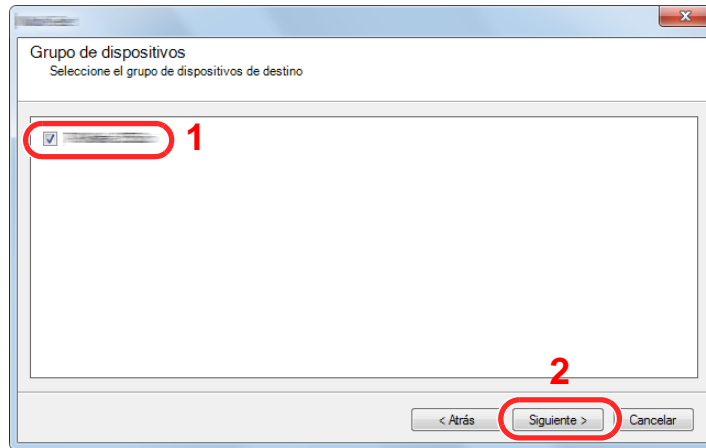 Grupo de dispositivos
Seleccione el grupo de dispositivos de destino
1
2
< Atrás
Siguiente >
Cancelar